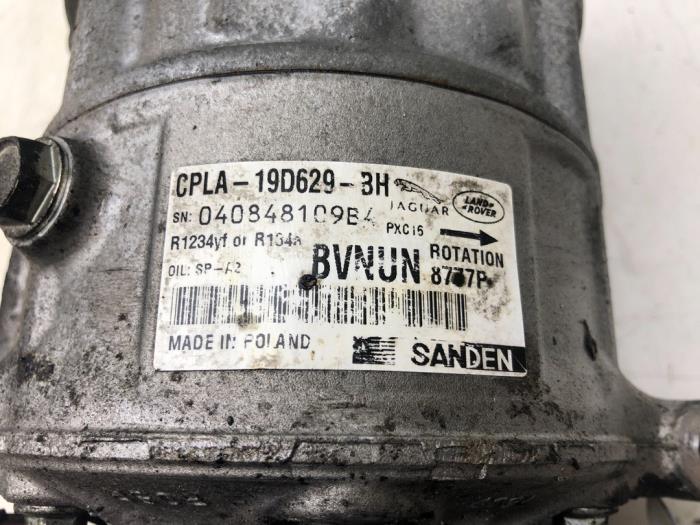 CPLA-19D629-BH
JAGUAR LAND ROVER
SN: 040848109B4 PXC16
R1234yf or R134a ROTATION
OIL: SP-A2 BVNUN 8777P
MADE IN POLAND SANDEN